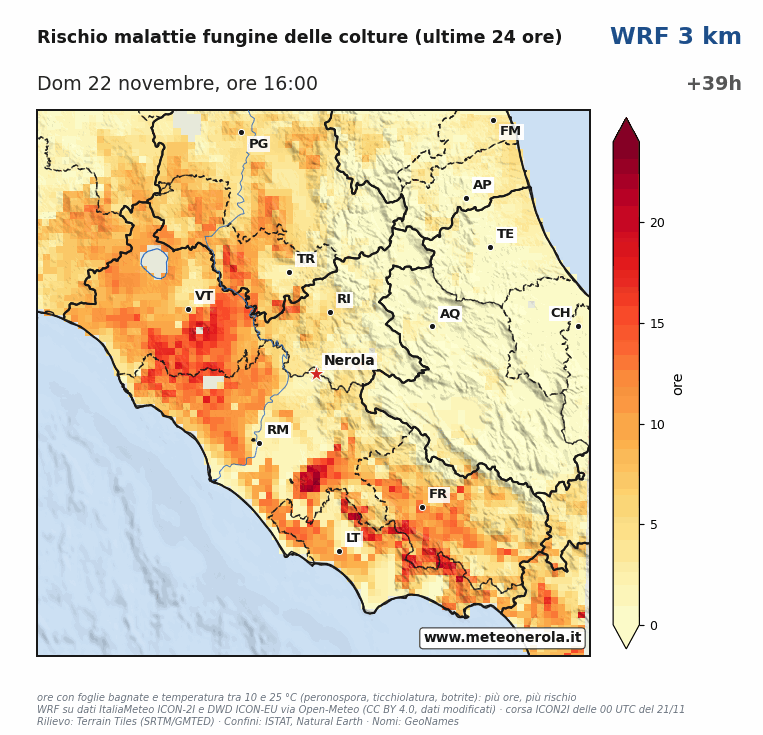 Rischio malattie fungine delle colture (ultime 24 ore)
WRF 3 km
Dom 22 novembre, ore 16:00
+39h
FM
PG
AP
TE
TR
VT
RI
AQ
CH
Nerola
RM
FR
LT
www.meteonerola.it
20
15
10
5
0
ore
ore con foglie bagnate e temperatura tra 10 e 25 °C (peronospora, ticchiolatura, botrite): più ore, più rischio
WRF su dati ItaliaMeteo ICON-2I e DWD ICON-EU via Open-Meteo (CC BY 4.0, dati modificati) · corsa ICON2I delle 00 UTC del 21/11
Rilievo: Terrain Tiles (SRTM/GMTED) · Confini: ISTAT, Natural Earth · Nomi: GeoNames